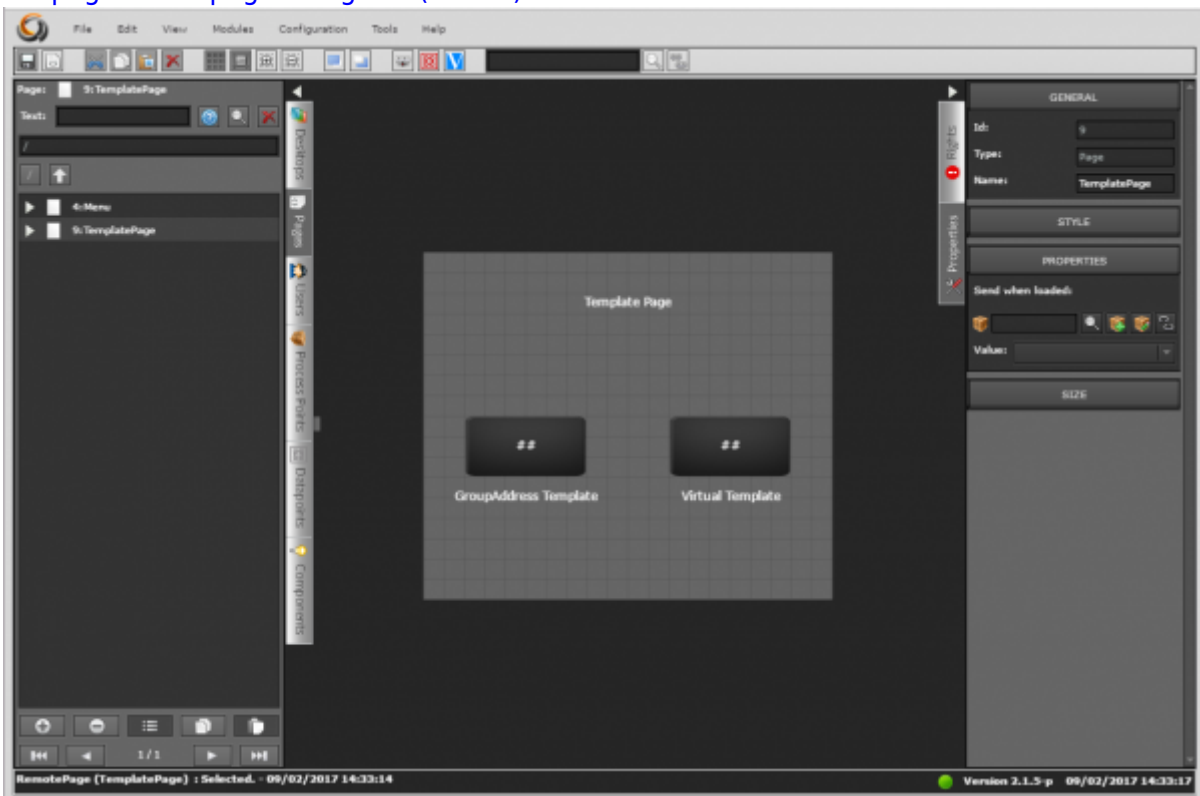 File Edit View Modules Configuration Tools Help
Page: 9:TemplatePage
Text:
/
/
4:Menu
9:TemplatePage
1/1
Desktops
Pages
Users
Process Points
Datapoints
Components
Template Page
##
##
GroupAddress Template
Virtual Template
Rights
Properties
GENERAL
Id: 9
Type: Page
Name: TemplatePage
STYLE
PROPERTIES
Send when loaded:
Value:
SIZE
RemotePage (TemplatePage) : Selected. - 09/02/2017 14:33:14
Version 2.1.5-p 09/02/2017 14:33:17